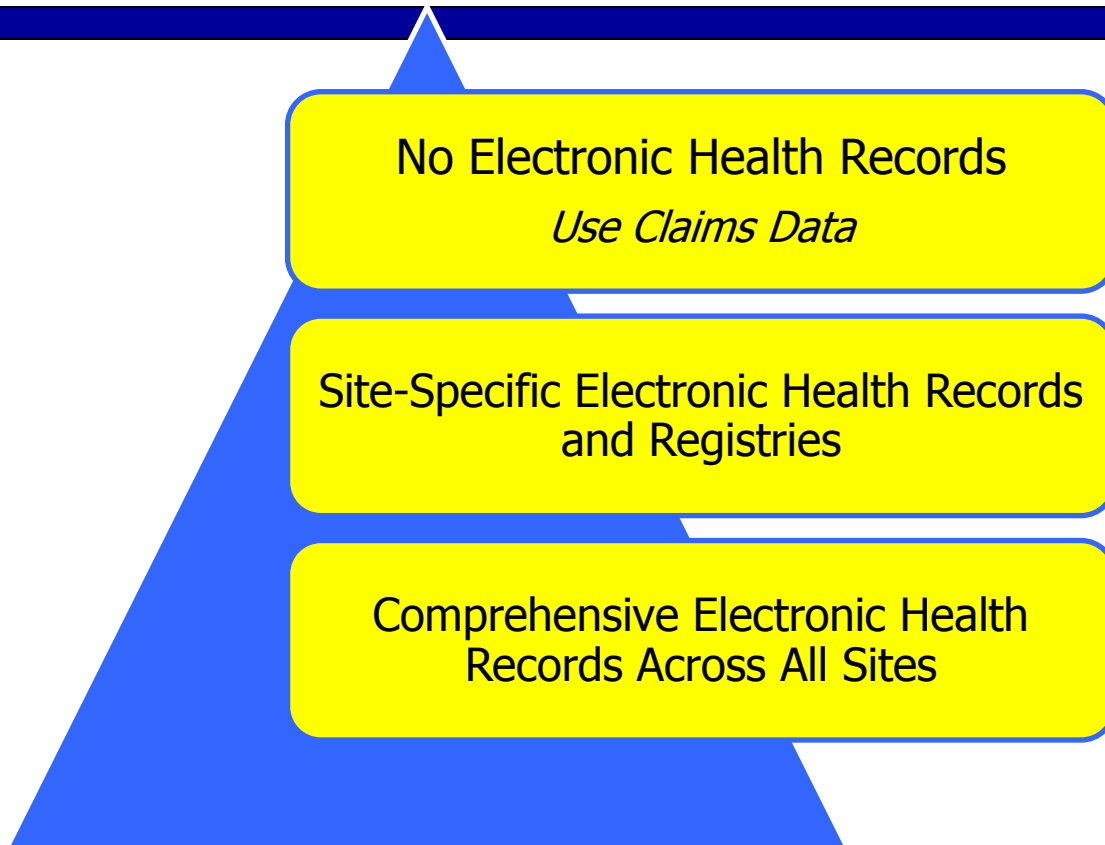 No Electronic Health Records
Use Claims Data
Site-Specific Electronic Health Records
and Registries
Comprehensive Electronic Health
Records Across All Sites